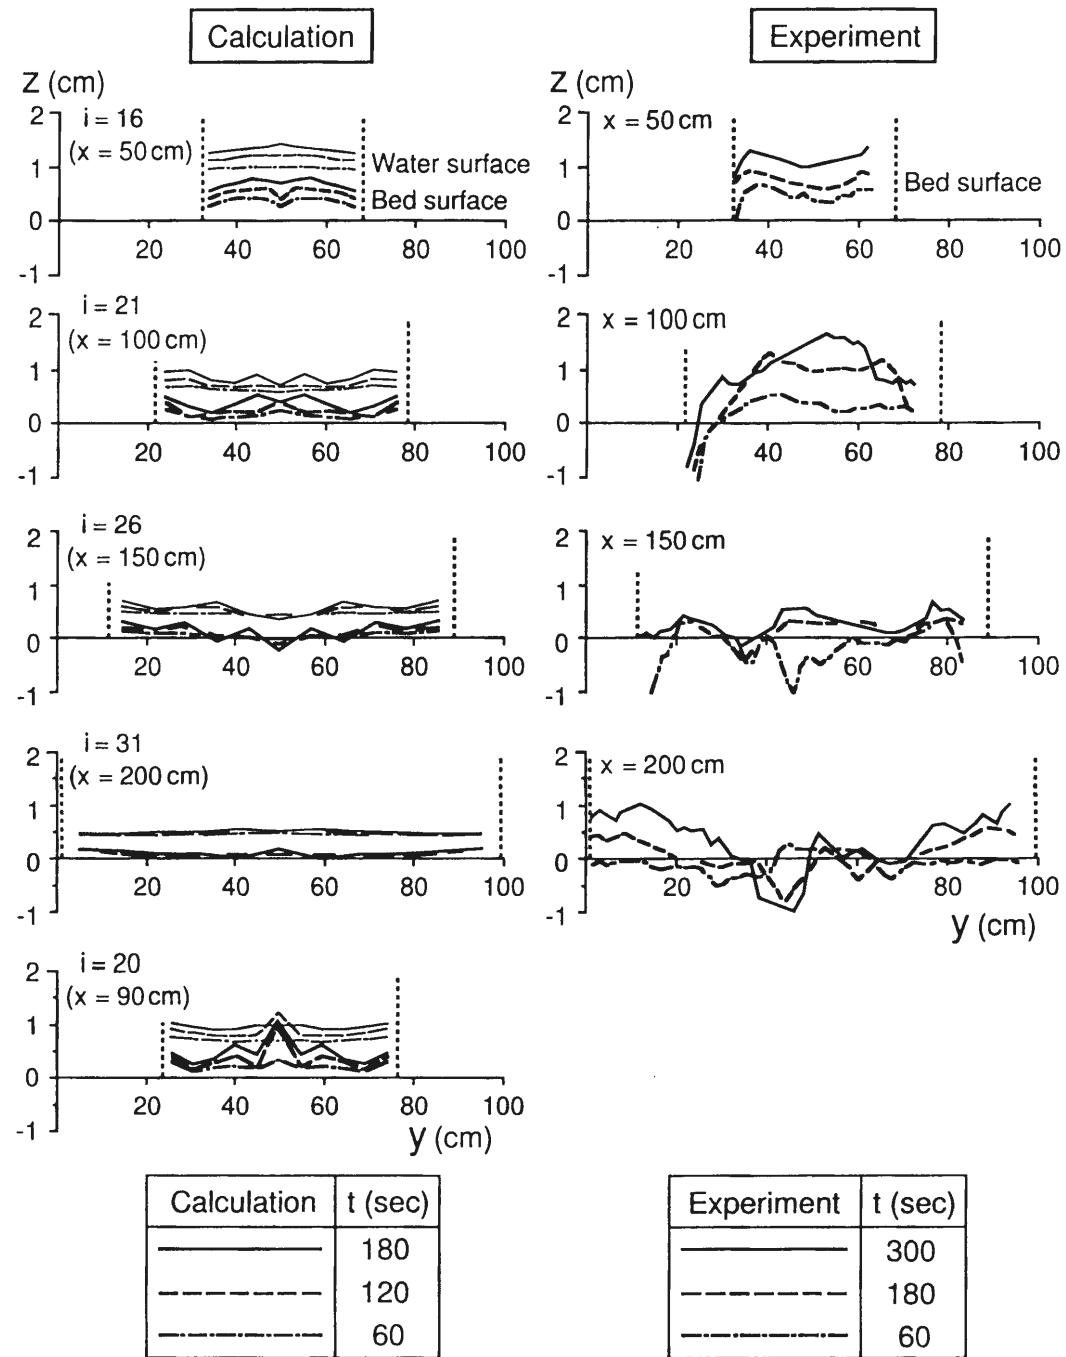 Calculation
Experiment
z (cm)
z (cm)
2
i = 16
(x = 50 cm)
1
0
-1
Water surface
Bed surface
20 40 60 80 100
2
x = 50 cm
1
0
-1
Bed surface
20 40 60 80 100
2
i = 21
(x = 100 cm)
1
0
-1
20 40 60 80 100
2
x = 100 cm
1
0
-1
40 60 80 100
2
i = 26
(x = 150 cm)
1
0
-1
20 40 60 80 100
2
x = 150 cm
1
0
-1
60 80 100
2
i = 31
(x = 200 cm)
1
0
-1
20 40 60 80 100
2
x = 200 cm
1
0
-1
20 80 100
y (cm)
2
i = 20
(x = 90 cm)
1
0
-1
20 40 60 80 100
y (cm)
Calculation t (sec)
180
120
60
Experiment t (sec)
300
180
60